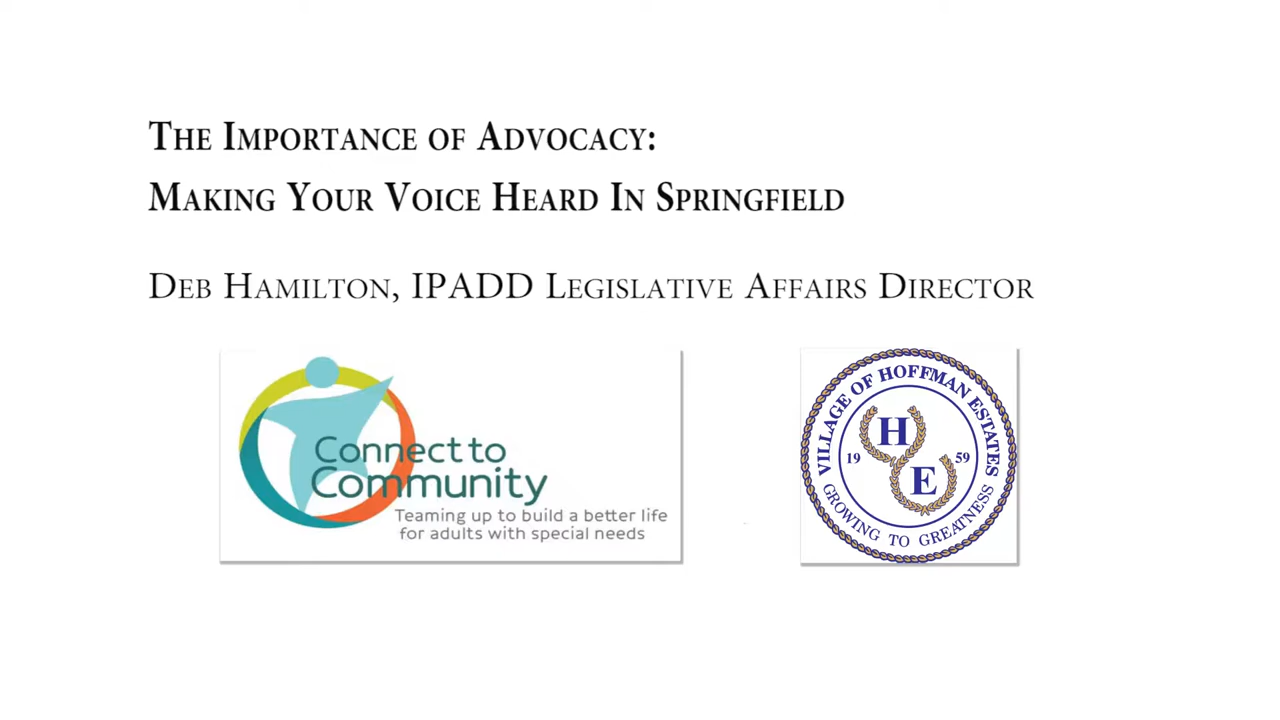 The Importance of Advocacy:
Making Your Voice Heard In Springfield
Deb Hamilton, IPADD Legislative Affairs Director
Connect to
Community
Teaming up to build a better life
for adults with special needs
VILLAGE OF HOFFMAN ESTATES
H
19 59
E
GROWING TO GREATNESS